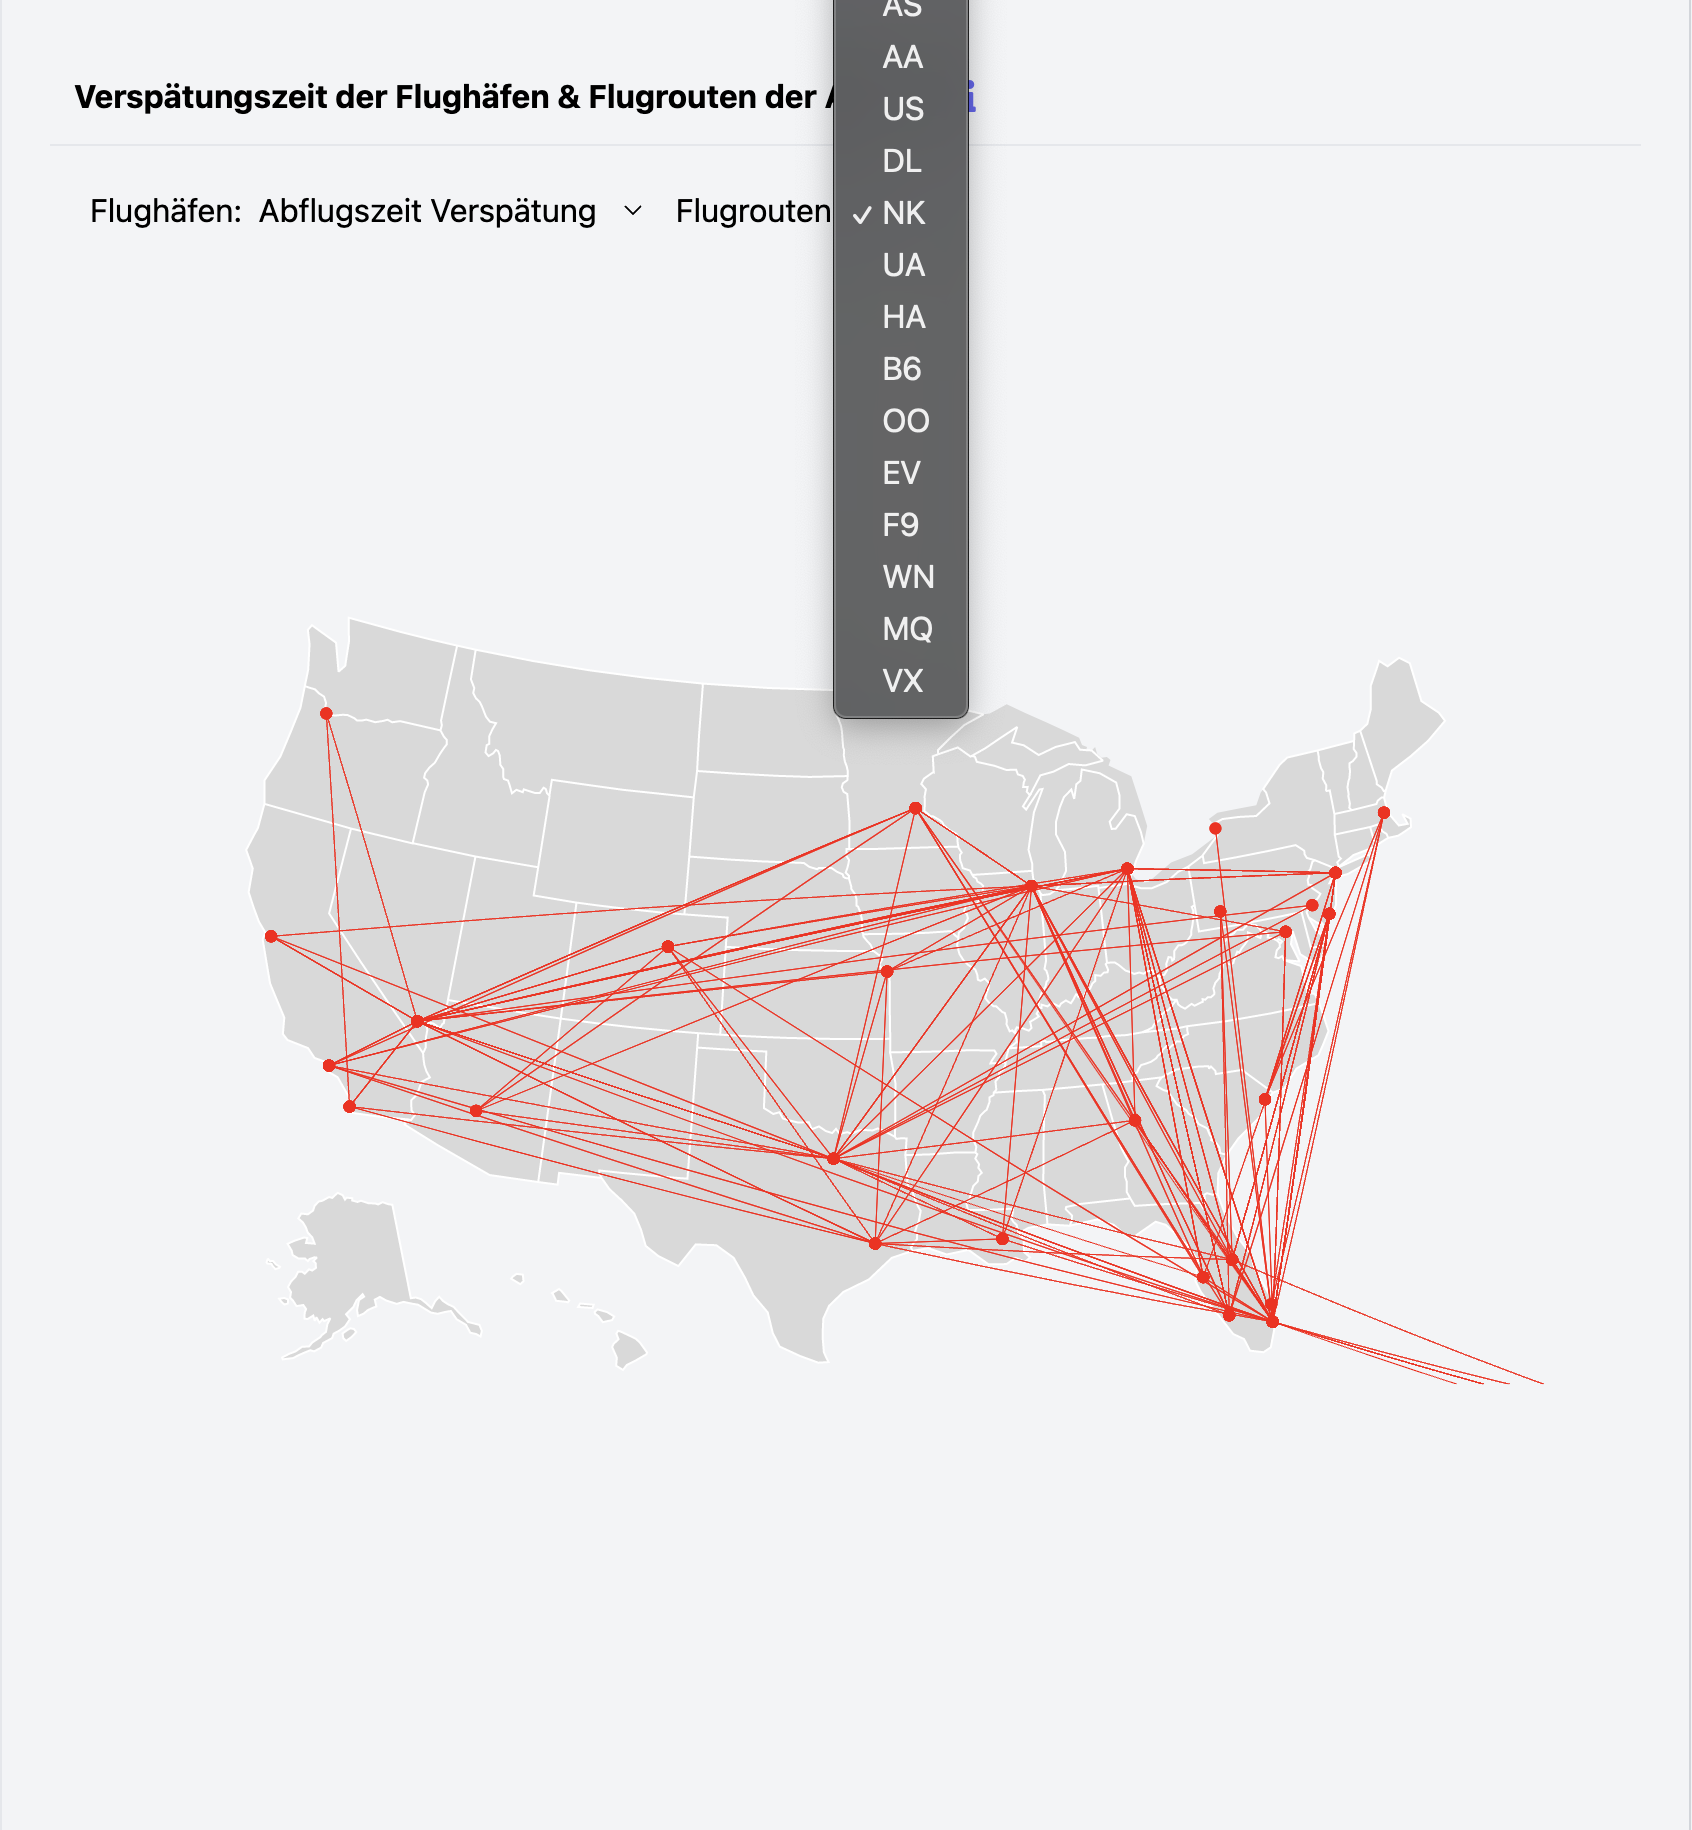 AS
AA
Verspätungszeit der Flughäfen & Flugrouten der
i
US
DL
Flughäfen: Abflugszeit Verspätung Flugrouten
✓ NK
UA
HA
B6
OO
EV
F9
WN
MQ
VX